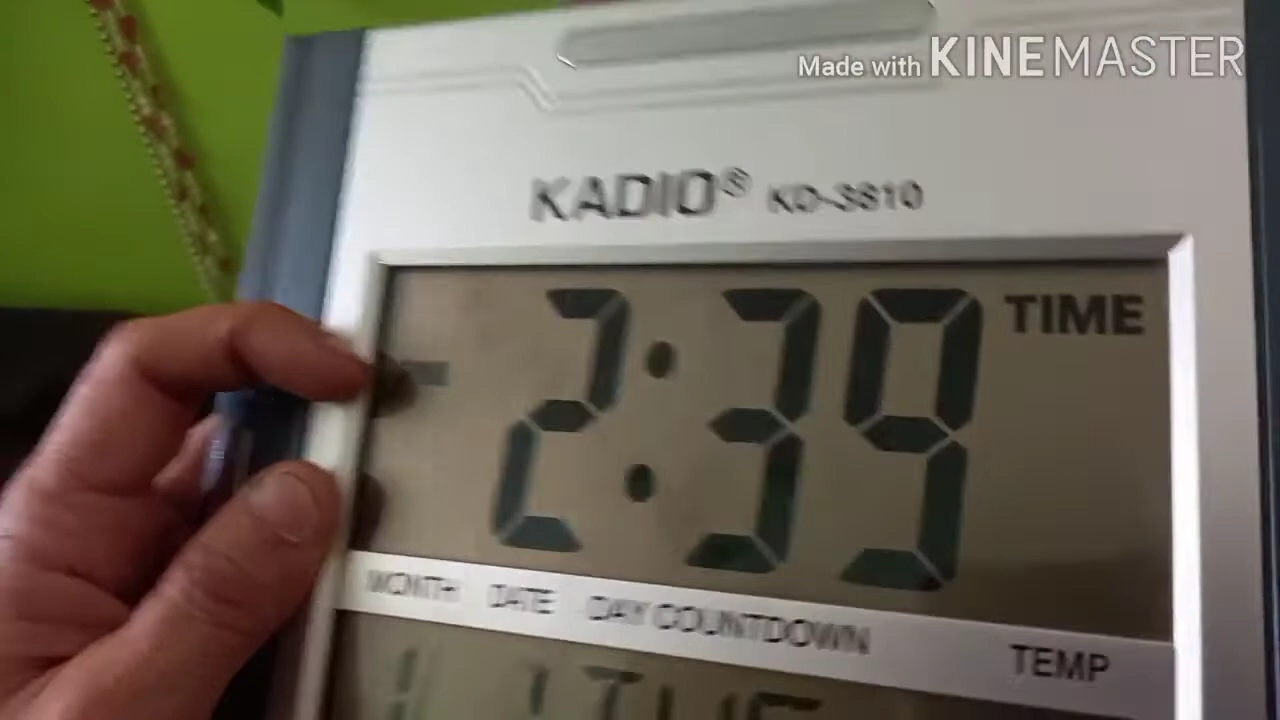 Made with KINEMASTER
KADIO® KD-3810
2:39 TIME
MONTH DATE DAY COUNTDOWN TEMP